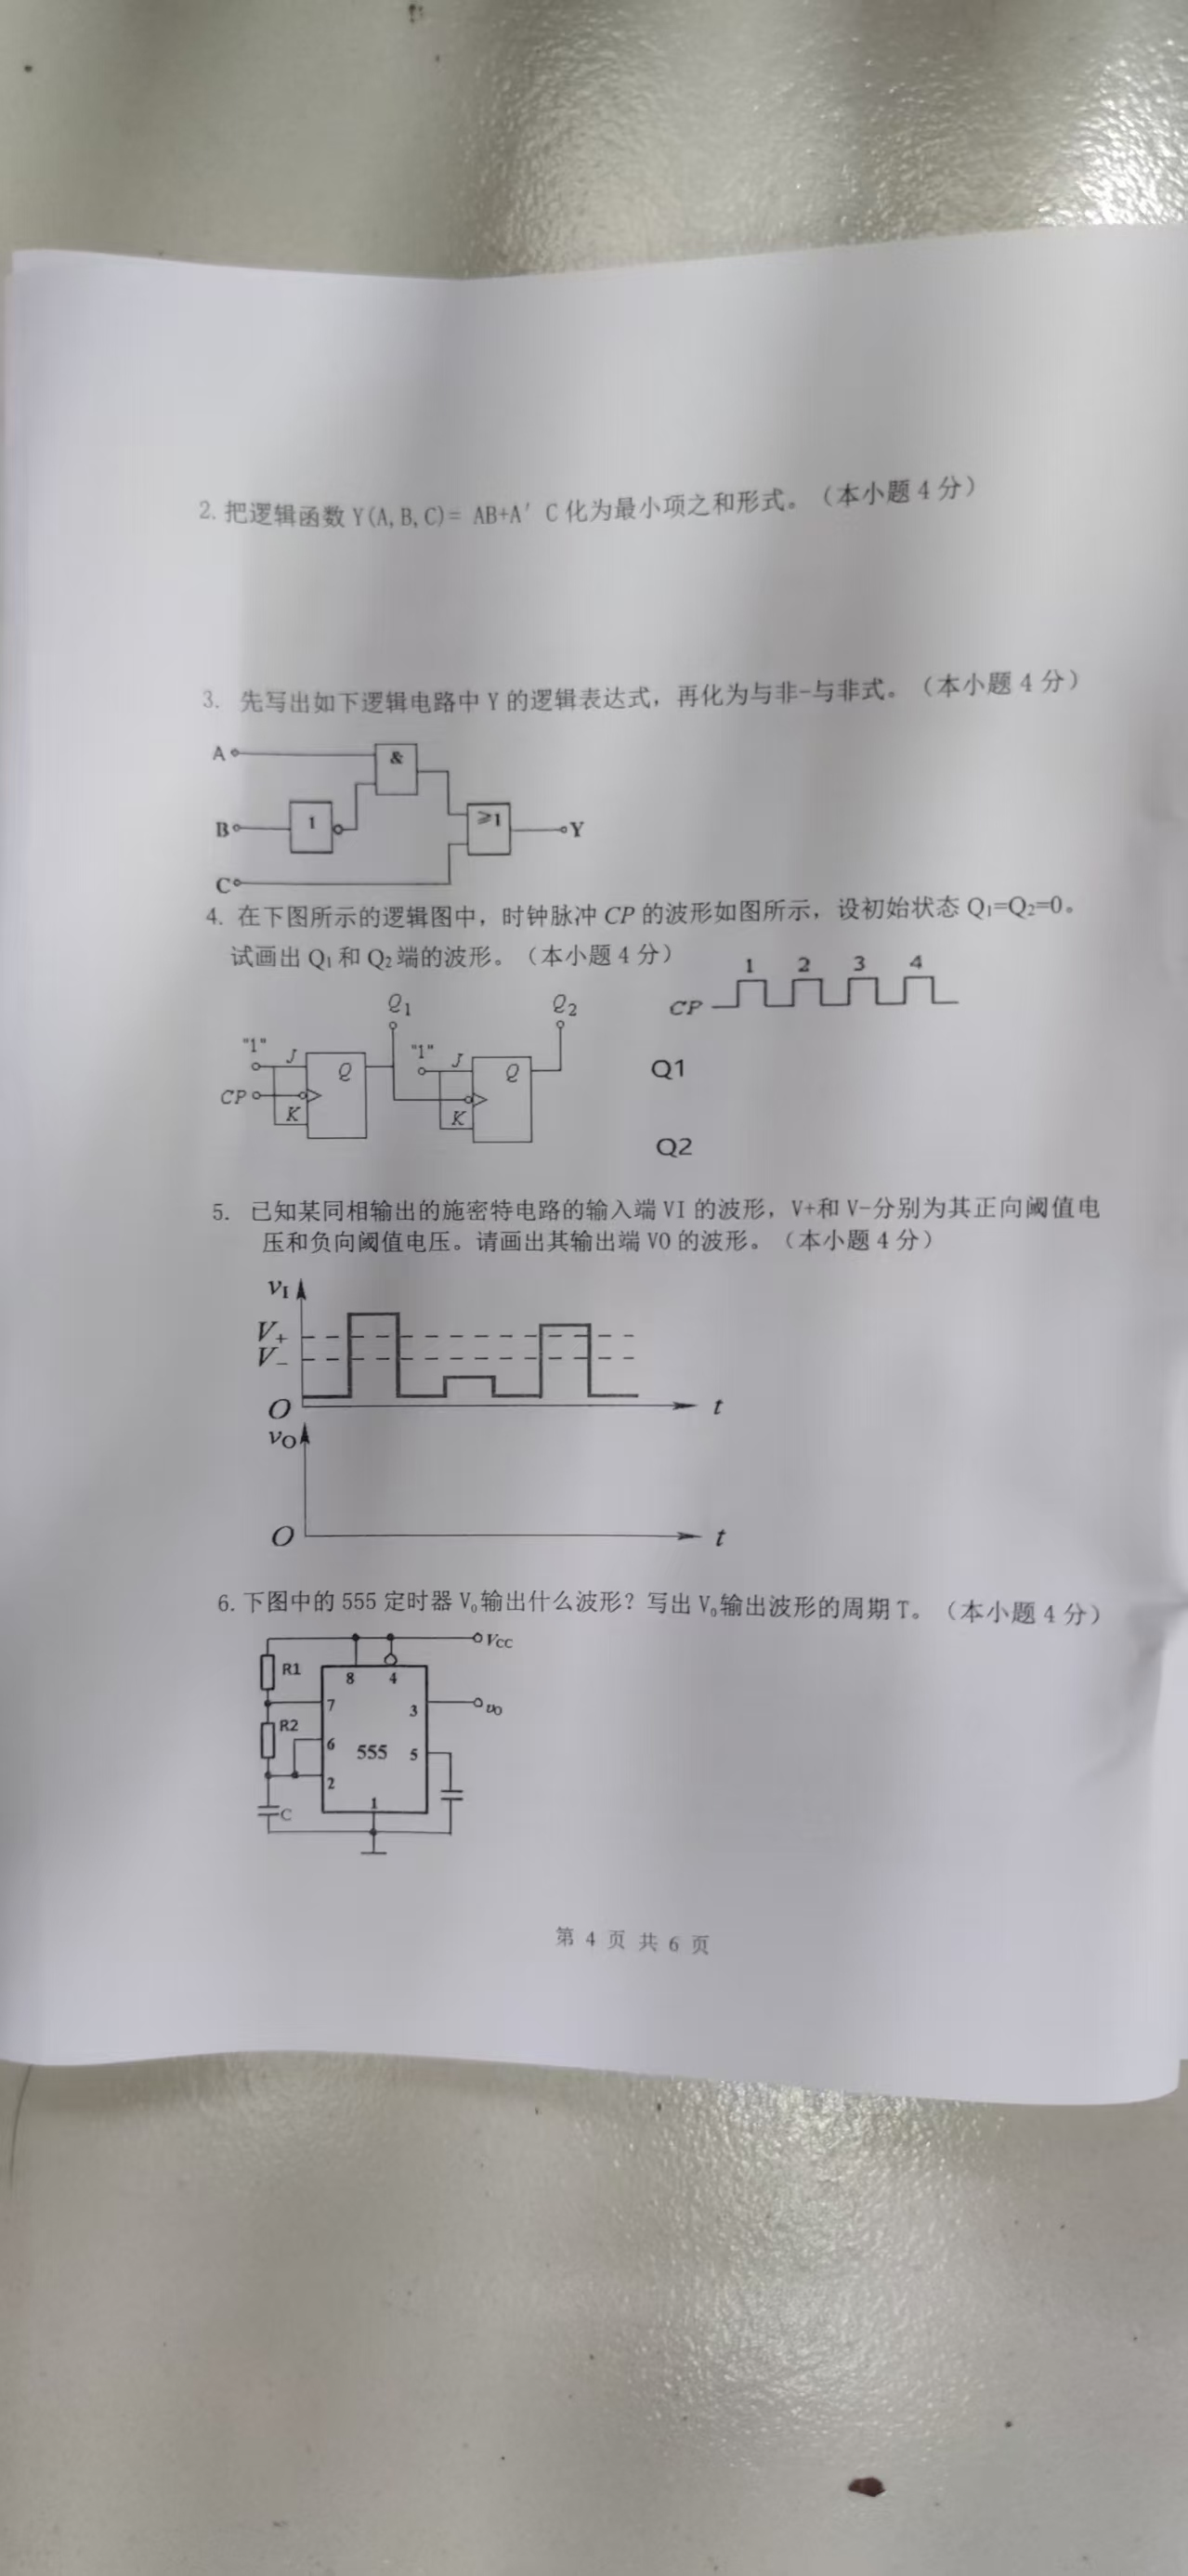 2. 把逻辑函数 Y(A, B, C)= AB+A′ C 化为最小项之和形式。（本小题 4 分）
3. 先写出如下逻辑电路中 Y 的逻辑表达式，再化为与非-与非式。（本小题 4 分）
A
&
B
1
≥1
Y
C
4. 在下图所示的逻辑图中，时钟脉冲 CP 的波形如图所示，设初始状态 Q₁=Q₂=0。
试画出 Q₁ 和 Q₂ 端的波形。（本小题 4 分）
1 2 3 4
CP
Q₁ Q₂
"1" J Q "1" J Q
CP
K K
Q1
Q2
5. 已知某同相输出的施密特电路的输入端 VI 的波形，V+和 V-分别为其正向阈值电
压和负向阈值电压。请画出其输出端 VO 的波形。（本小题 4 分）
vI
V₊
V₋
O t
vO
O t
6. 下图中的 555 定时器 V₀输出什么波形？写出 V₀输出波形的周期 T。（本小题 4 分）
VCC
R1
8 4
7 3 υO
R2
6 555 5
2
1
C
第 4 页 共 6 页